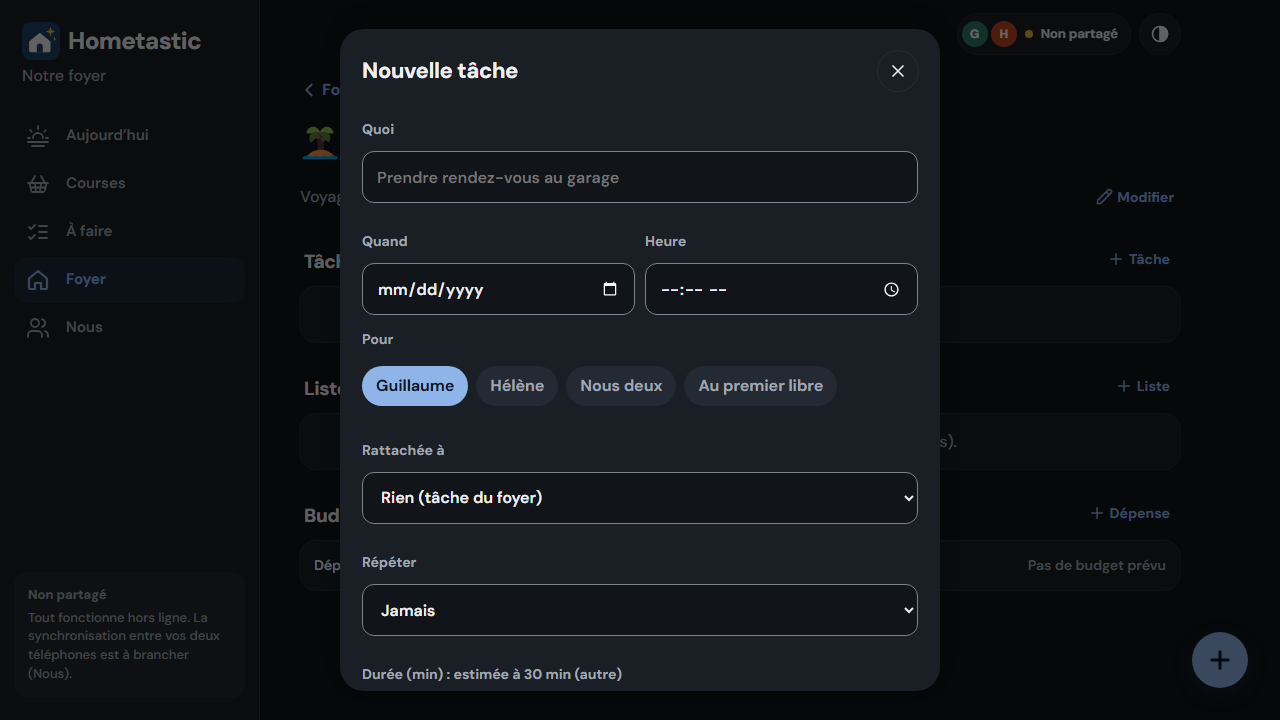 Hometastic
Notre foyer
Aujourd'hui
Courses
À faire
Foyer
Nous
Non partagé
Tout fonctionne hors ligne. La
synchronisation entre vos deux
téléphones est à brancher
(Nous).
G H Non partagé
Modifier
Tâche
Liste
s).
Dépense
Pas de budget prévu
Nouvelle tâche
Quoi
Prendre rendez-vous au garage
Quand Heure
mm/dd/yyyy --:-- --
Pour
Guillaume Hélène Nous deux Au premier libre
Rattachée à
Rien (tâche du foyer)
Répéter
Jamais
Durée (min) : estimée à 30 min (autre)